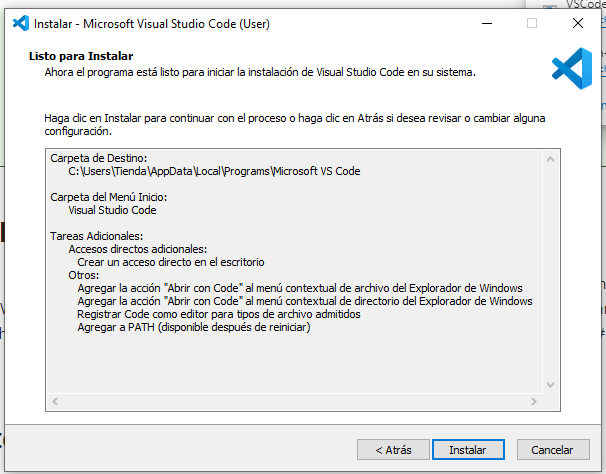 VSCode
Instalar - Microsoft Visual Studio Code (User)
Listo para Instalar
Ahora el programa está listo para iniciar la instalación de Visual Studio Code en su sistema.
Haga clic en Instalar para continuar con el proceso o haga clic en Atrás si desea revisar o cambiar alguna
configuración.
Carpeta de Destino:
C:\Users\Tienda\AppData\Local\Programs\Microsoft VS Code
Carpeta del Menú Inicio:
Visual Studio Code
Tareas Adicionales:
Accesos directos adicionales:
Crear un acceso directo en el escritorio
Otros:
Agregar la acción "Abrir con Code" al menú contextual de archivo del Explorador de Windows
Agregar la acción "Abrir con Code" al menú contextual de directorio del Explorador de Windows
Registrar Code como editor para tipos de archivo admitidos
Agregar a PATH (disponible después de reiniciar)
< Atrás
Instalar
Cancelar